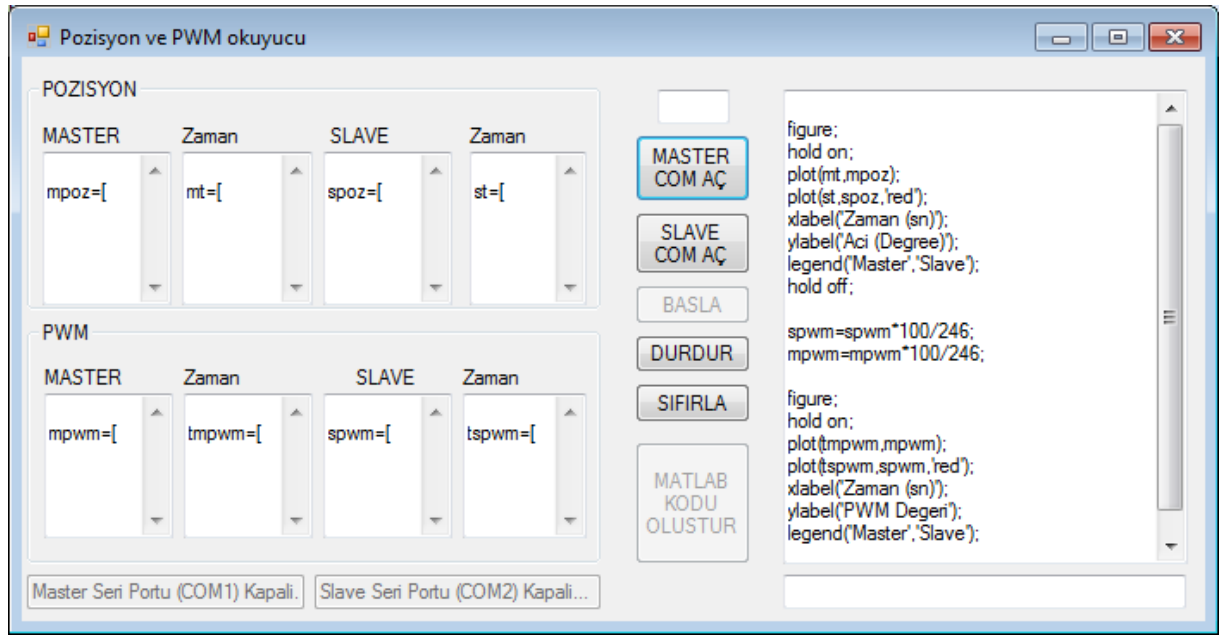 Pozisyon ve PWM okuyucu
POZISYON
MASTER Zaman SLAVE Zaman
mpoz=[ mt=[ spoz=[ st=[
PWM
MASTER Zaman SLAVE Zaman
mpwm=[ tmpwm=[ spwm=[ tspwm=[
Master Seri Portu (COM1) Kapali. Slave Seri Portu (COM2) Kapali...
MASTER
COM AÇ
SLAVE
COM AÇ
BASLA
DURDUR
SIFIRLA
MATLAB
KODU
OLUSTUR
figure;
hold on;
plot(mt,mpoz);
plot(st,spoz,'red');
xlabel('Zaman (sn)');
ylabel('Aci (Degree)');
legend('Master','Slave');
hold off;
spwm=spwm*100/246;
mpwm=mpwm*100/246;
figure;
hold on;
plot(tmpwm,mpwm);
plot(tspwm,spwm,'red');
xlabel('Zaman (sn)');
ylabel('PWM Degeri');
legend('Master','Slave');